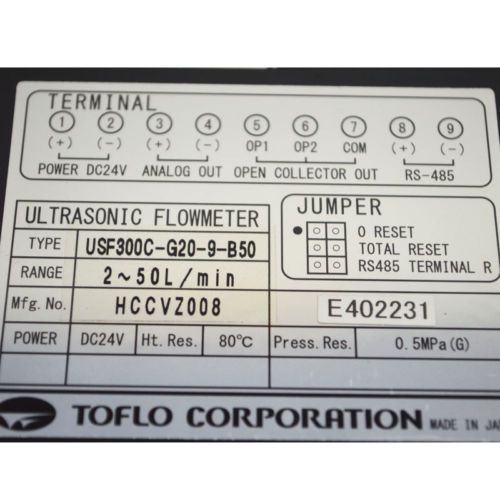 TERMINAL
1 2 3 4 5 6 7 8 9
(+) (-) (+) (-) OP1 OP2 COM (+) (-)
POWER DC24V ANALOG OUT OPEN COLLECTOR OUT RS-485
ULTRASONIC FLOWMETER
TYPE USF300C-G20-9-B50
RANGE 2~50L/min
Mfg. No. HCCVZ008
JUMPER
0 RESET
TOTAL RESET
RS485 TERMINAL R
E402231
POWER DC24V Ht. Res. 80℃ Press. Res. 0.5MPa(G)
TOFLO CORPORATION MADE IN JA